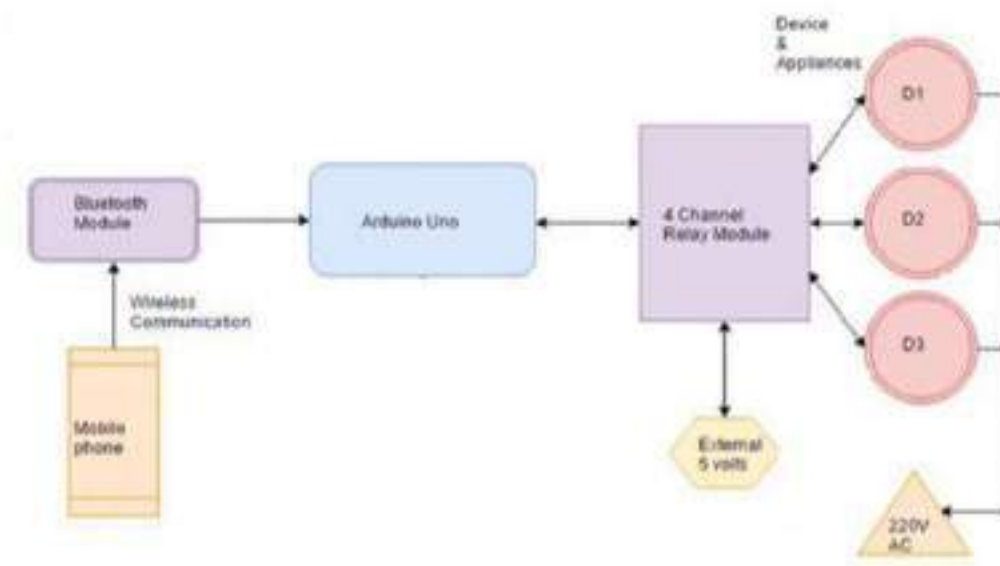 Device
&
Appliances
D1
Bluetooth
Module
Arduino Uno
4 Channel
Relay Module
D2
Wireless
Communication
D3
Mobile
phone
External
5 volts
220V
AC